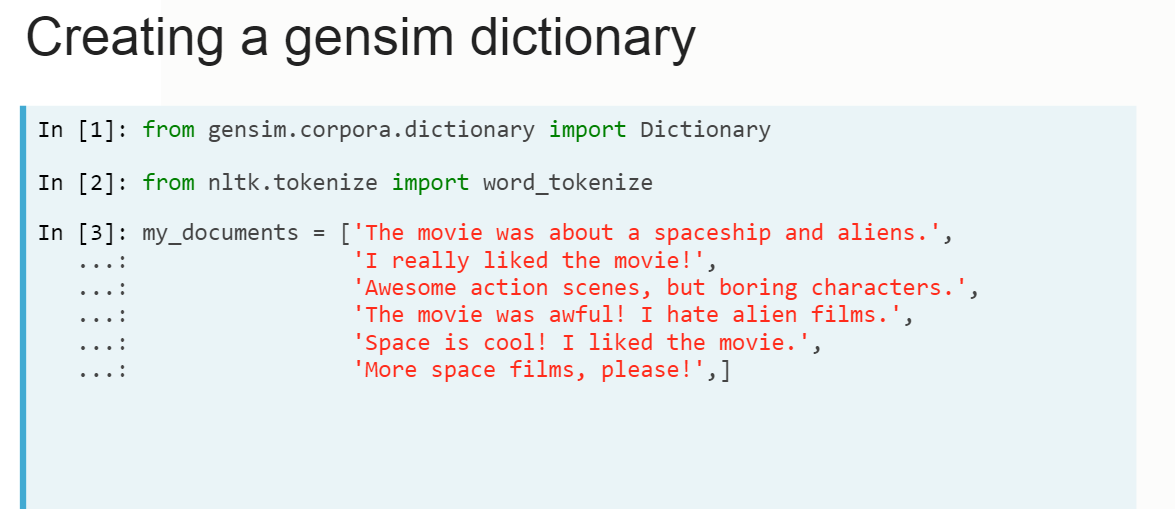 Creating a gensim dictionary
In [1]: from gensim.corpora.dictionary import Dictionary
In [2]: from nltk.tokenize import word_tokenize
In [3]: my_documents = ['The movie was about a spaceship and aliens.',
   ...:                 'I really liked the movie!',
   ...:                 'Awesome action scenes, but boring characters.',
   ...:                 'The movie was awful! I hate alien films.',
   ...:                 'Space is cool! I liked the movie.',
   ...:                 'More space films, please!',]